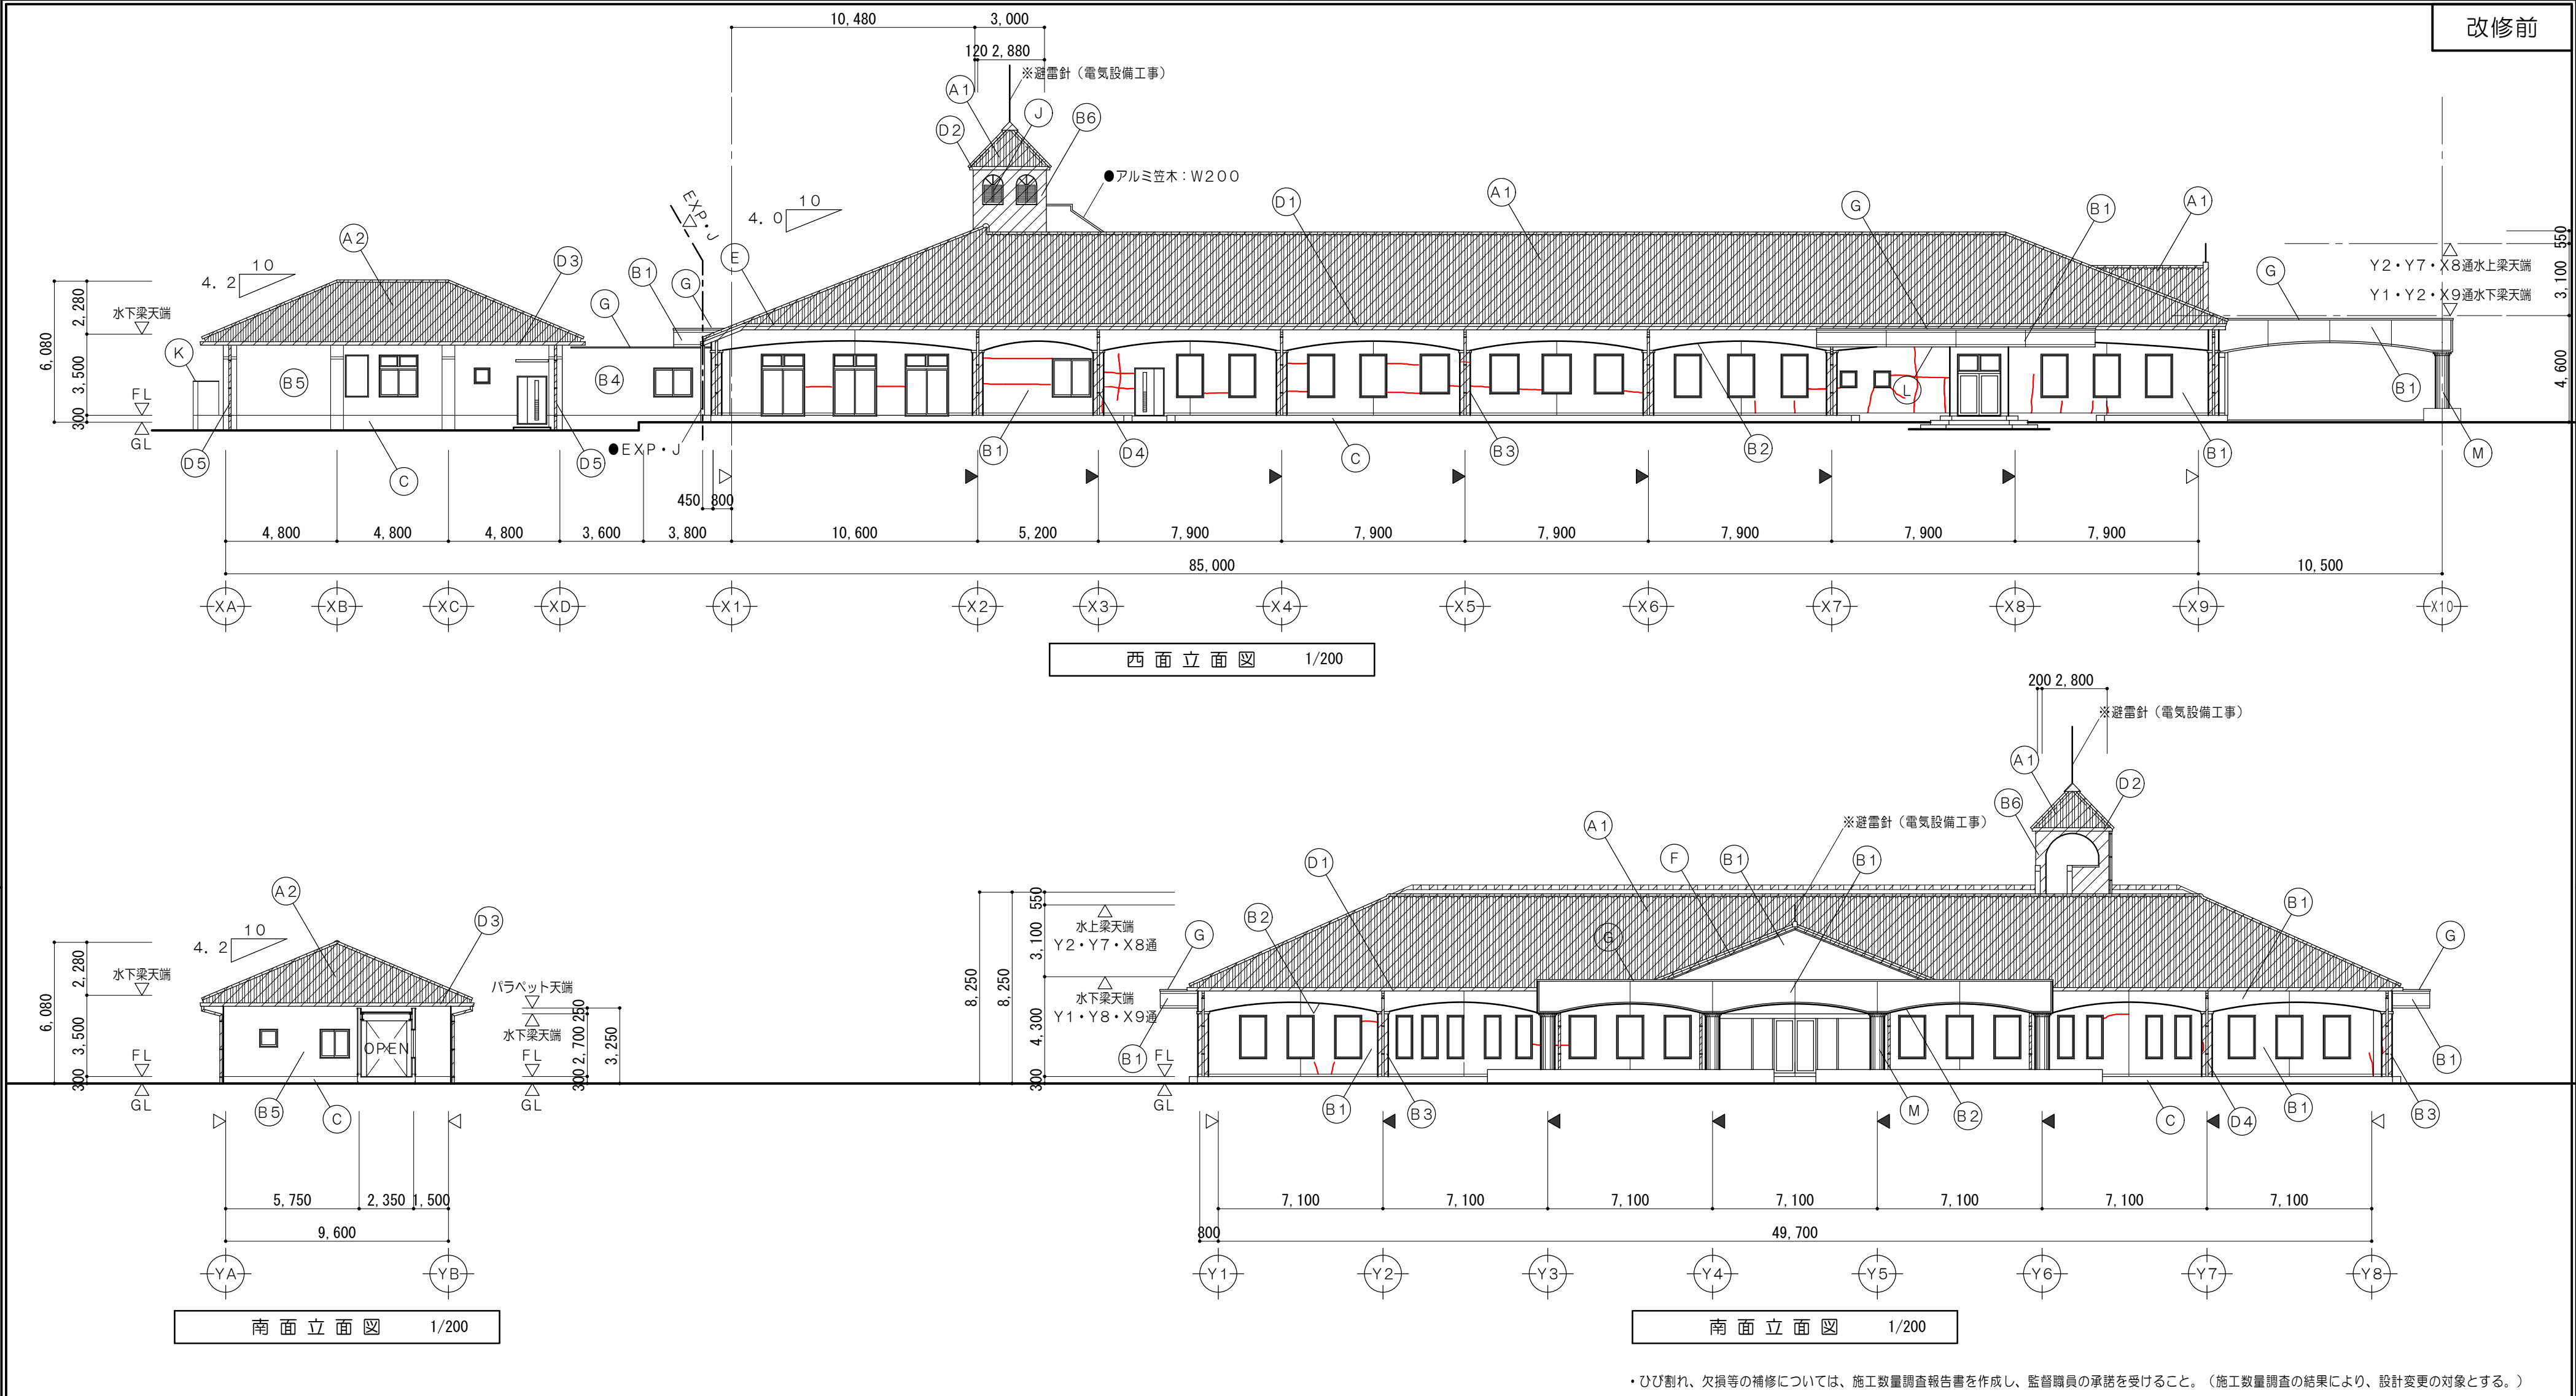 改修前
10,480 3,000
120 2,880
※避雷針（電気設備工事）
A1 J B6 D2
●アルミ笠木：W200
EXP・J
10
4.0
A2 D3 B1 G E D1 A1 G B1 A1 G
10
4.2
G
水下梁天端
Y2・Y7・X8通水上梁天端
Y1・Y2・X9通水下梁天端
550
3,100
4,600
6,080
2,280
3,500
300
K B5 B4 L B1
FL
GL
D5 C D5 ●EXP・J B1 D4 C B3 B2 B1 M
450 800
4,800 4,800 4,800 3,600 3,800 10,600 5,200 7,900 7,900 7,900 7,900 7,900 7,900
85,000 10,500
XA XB XC XD X1 X2 X3 X4 X5 X6 X7 X8 X9 X10
西面立面図 1/200
A2 D3
10
4.2
水下梁天端
パラペット天端
水下梁天端
6,080
2,280
3,500
300
250
2,700
300
3,250
FL
GL
FL
GL
OPEN
B5 C
5,750 2,350 1,500
9,600
YA YB
南面立面図 1/200
200 2,800
※避雷針（電気設備工事）
A1 D2 B6
※避雷針（電気設備工事）
A1 F B1 B1 D1 B2 G G B1 G
水上梁天端
Y2・Y7・X8通
水下梁天端
Y1・Y8・X9通
8,250
8,250
550
3,100
4,300
300
FL
GL
B1 B1 B3 M B2 C D4 B1 B3 B1
7,100 7,100 7,100 7,100 7,100 7,100 7,100
800 49,700
Y1 Y2 Y3 Y4 Y5 Y6 Y7 Y8
南面立面図 1/200
・ひび割れ、欠損等の補修については、施工数量調査報告書を作成し、監督職員の承諾を受けること。（施工数量調査の結果により、設計変更の対象とする。）